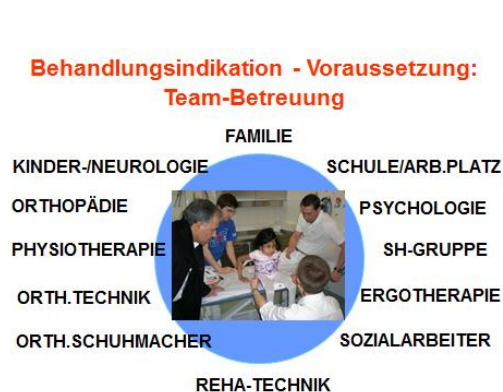 Behandlungsindikation - Voraussetzung:
Team-Betreuung
FAMILIE
KINDER-/NEUROLOGIE
SCHULE/ARB.PLATZ
ORTHOPÄDIE
PSYCHOLOGIE
PHYSIOTHERAPIE
SH-GRUPPE
ORTH.TECHNIK
ERGOTHERAPIE
ORTH.SCHUHMACHER
SOZIALARBEITER
REHA-TECHNIK